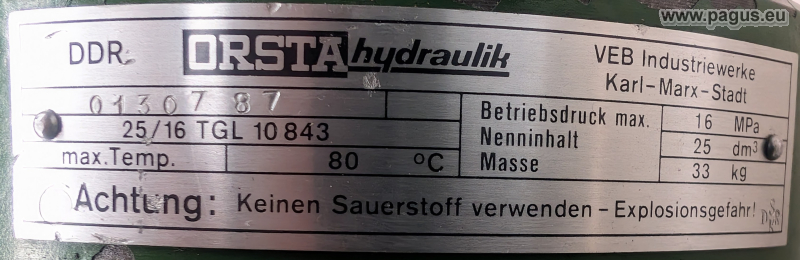 www.pagus.eu
DDR ORSTA hydraulik
VEB Industriewerke
Karl-Marx-Stadt
01307 87
25/16 TGL 10 843
max. Temp. 80 °C
Betriebsdruck max. 16 MPa
Nenninhalt 25 dm³
Masse 33 kg
Achtung: Keinen Sauerstoff verwenden - Explosionsgefahr!